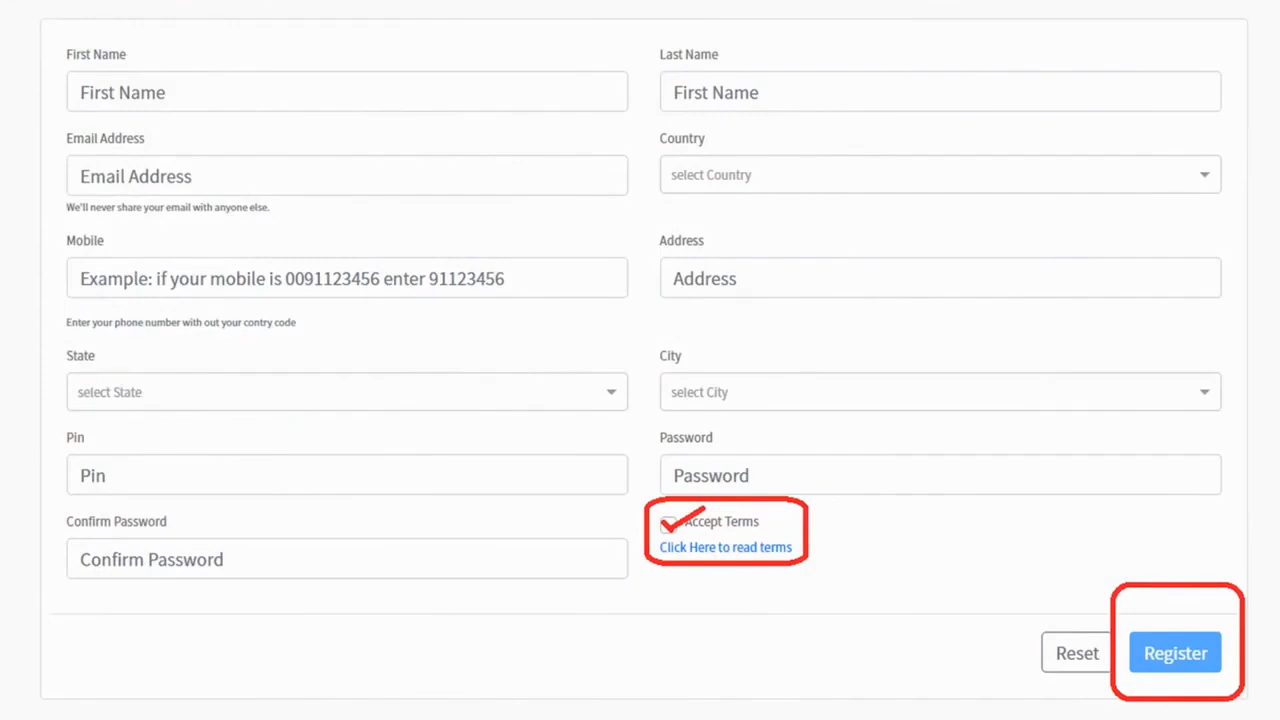 First Name
Last Name
First Name
First Name
Email Address
Country
Email Address
select Country
We'll never share your email with anyone else.
Mobile
Address
Example: if your mobile is 0091123456 enter 91123456
Address
Enter your phone number with out your contry code
State
City
select State
select City
Pin
Password
Pin
Password
Confirm Password
Accept Terms
Click Here to read terms
Confirm Password
Reset
Register